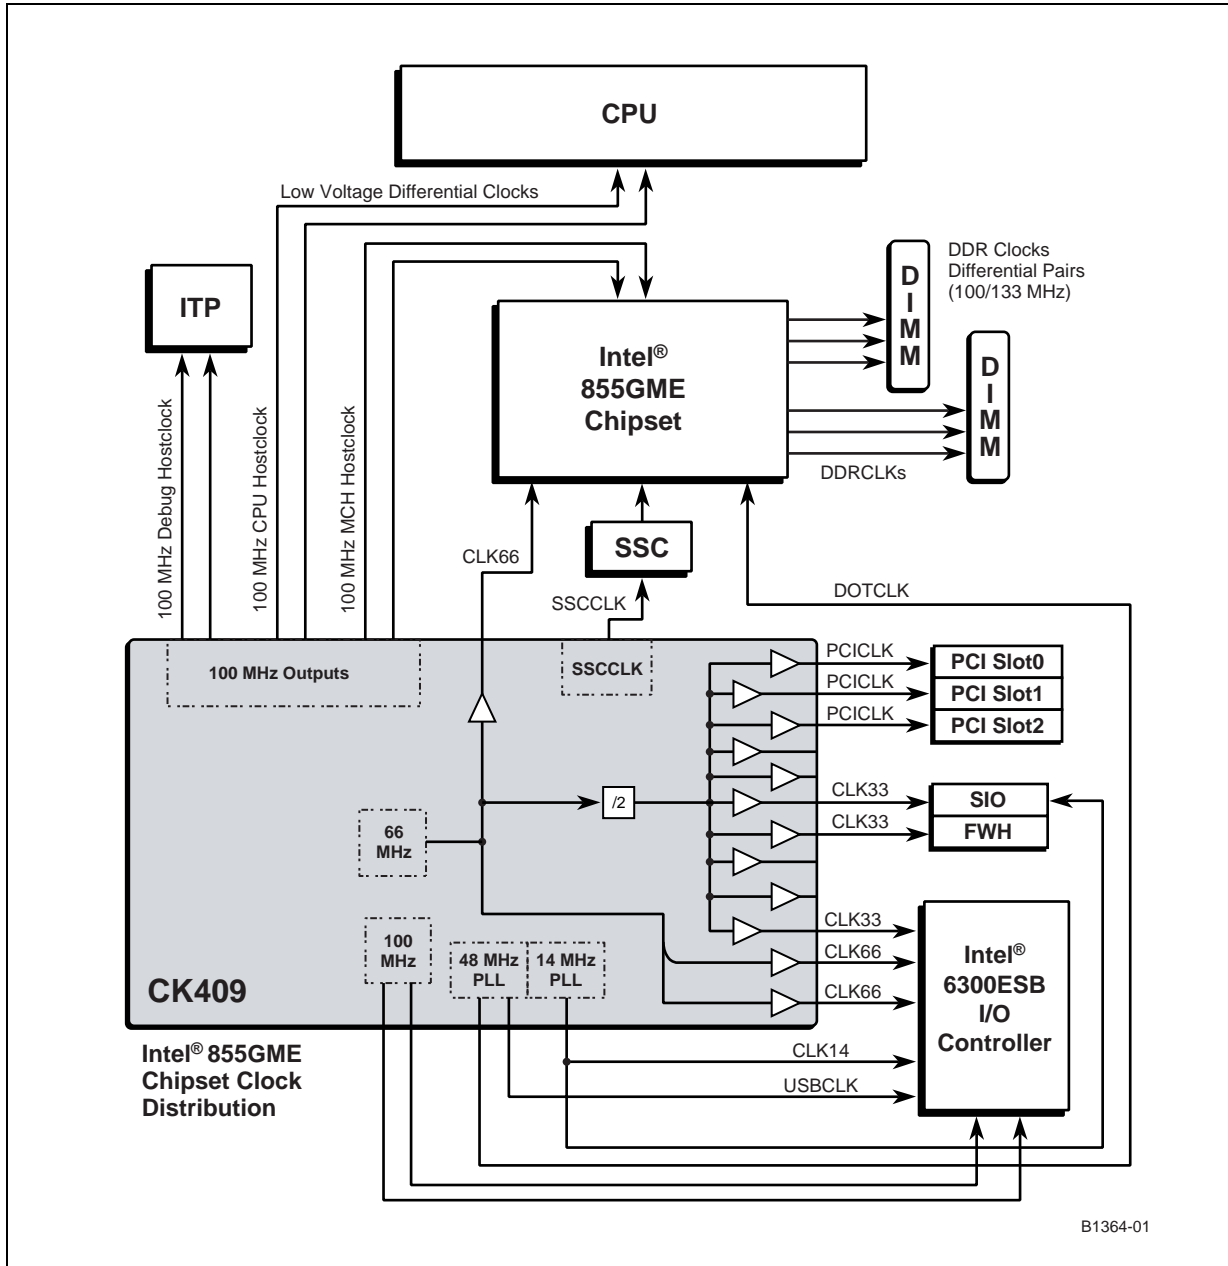 CPU
Low Voltage Differential Clocks
ITP
DDR Clocks
Differential Pairs
(100/133 MHz)
DIMM
DIMM
Intel®
855GME
Chipset
DDRCLKs
100 MHz Debug Hostclock
100 MHz CPU Hostclock
100 MHz MCH Hostclock
CLK66
SSC
SSCCLK
DOTCLK
100 MHz Outputs
SSCCLK
PCICLK
PCI Slot0
PCICLK
PCI Slot1
PCICLK
PCI Slot2
/2
CLK33
SIO
CLK33
FWH
66
MHz
100
MHz
48 MHz
PLL
14 MHz
PLL
CK409
CLK33
CLK66
CLK66
Intel®
6300ESB
I/O
Controller
CLK14
USBCLK
Intel® 855GME
Chipset Clock
Distribution
B1364-01